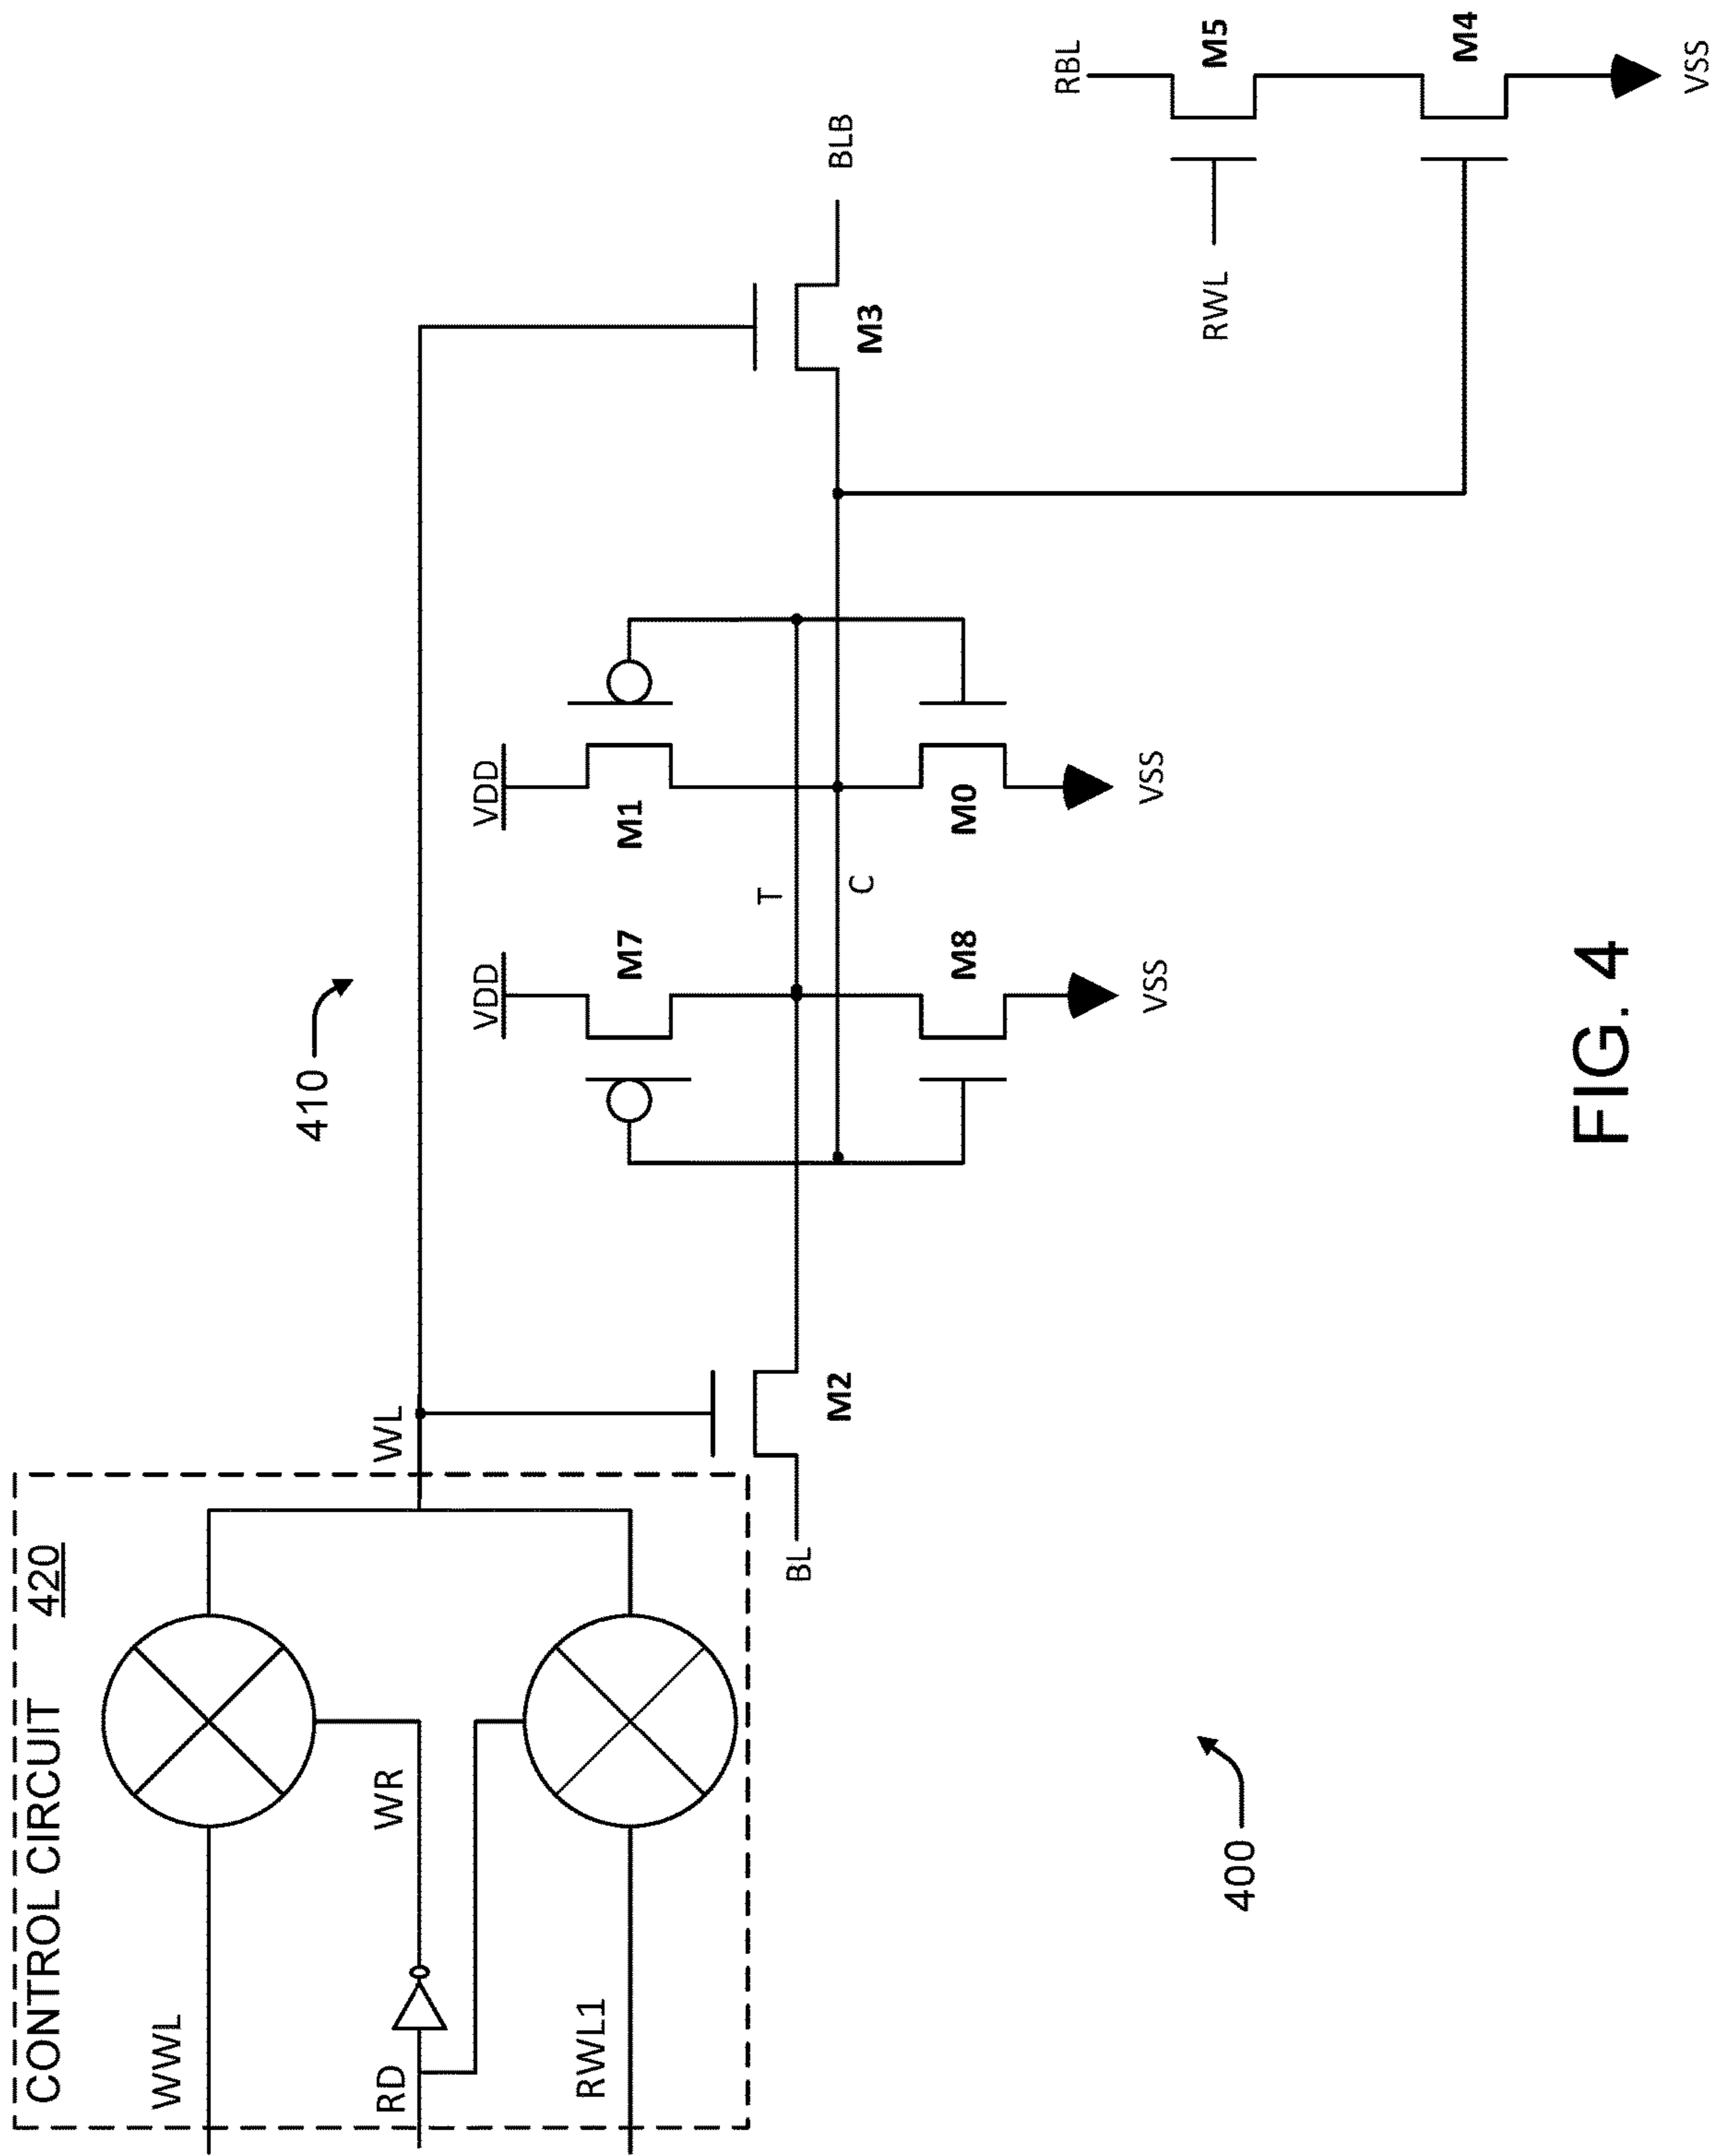 CONTROL CIRCUIT 420
WWL
WR
RD
RWL1
WL
410
BL
M2
VDD
VDD
M7
M1
T
C
M8
M0
VSS
VSS
M3
BLB
RBL
RWL
M5
M4
VSS
400
FIG. 4